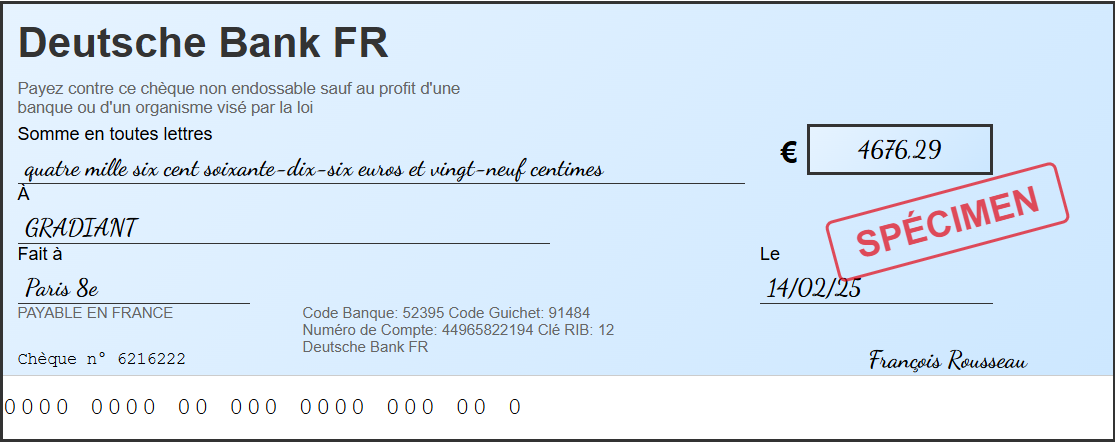 Deutsche Bank FR
Payez contre ce chèque non endossable sauf au profit d'une
banque ou d'un organisme visé par la loi
Somme en toutes lettres
quatre mille six cent soixante-dix-six euros et vingt-neuf centimes
€ 4676.29
À
GRADIANT
SPÉCIMEN
Fait à
Le
Paris 8e
14/02/25
PAYABLE EN FRANCE
Code Banque: 52395 Code Guichet: 91484
Numéro de Compte: 44965822194 Clé RIB: 12
Deutsche Bank FR
Chèque n° 6216222
François Rousseau
0000 0000 00 000 0000 000 00 0